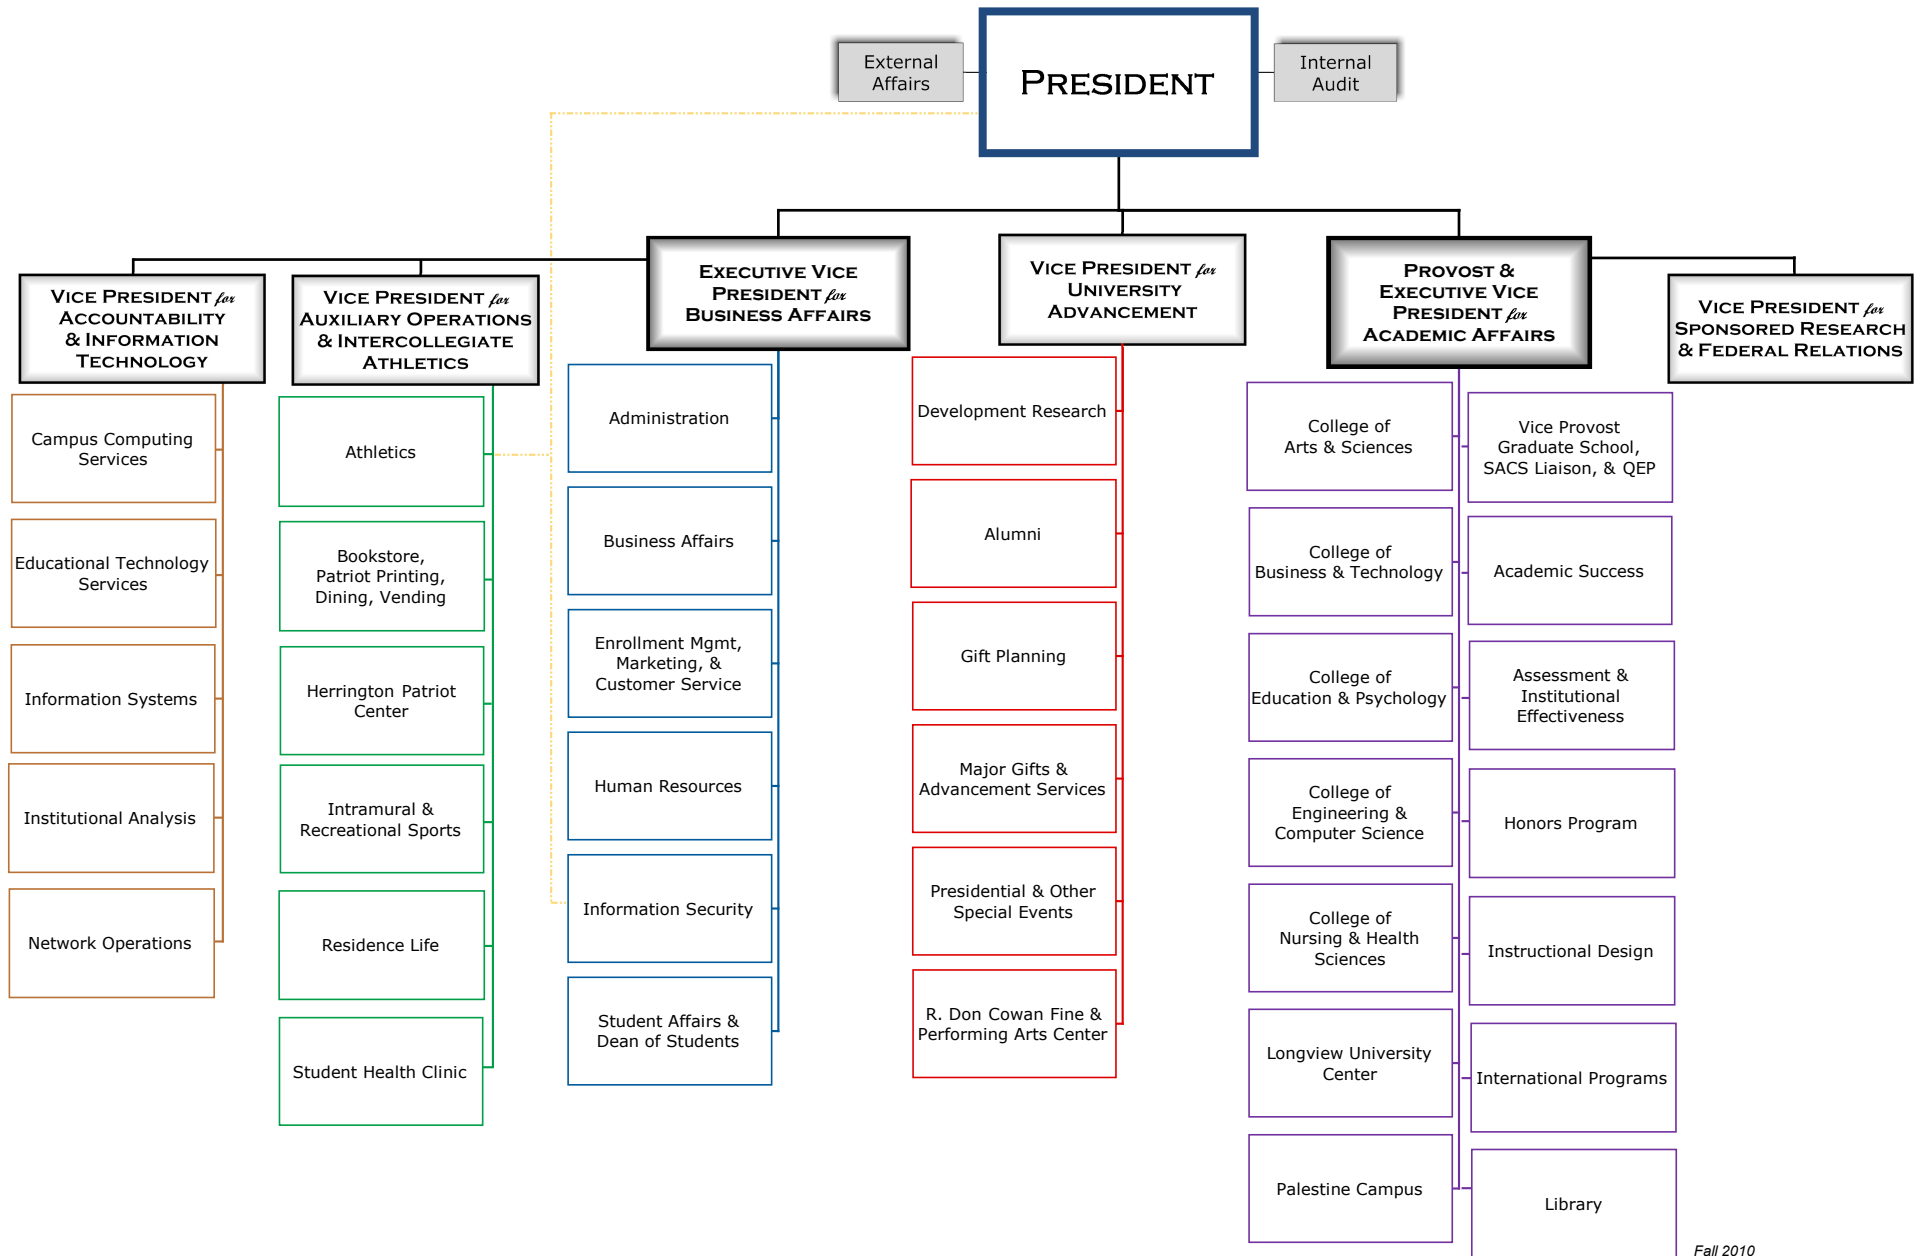 External
Affairs
PRESIDENT
Internal
Audit
VICE PRESIDENT for
ACCOUNTABILITY
& INFORMATION
TECHNOLOGY
VICE PRESIDENT for
AUXILIARY OPERATIONS
& INTERCOLLEGIATE
ATHLETICS
EXECUTIVE VICE
PRESIDENT for
BUSINESS AFFAIRS
VICE PRESIDENT for
UNIVERSITY
ADVANCEMENT
PROVOST &
EXECUTIVE VICE
PRESIDENT for
ACADEMIC AFFAIRS
VICE PRESIDENT for
SPONSORED RESEARCH
& FEDERAL RELATIONS
Campus Computing
Services
Educational Technology
Services
Information Systems
Institutional Analysis
Network Operations
Athletics
Bookstore,
Patriot Printing,
Dining, Vending
Herrington Patriot
Center
Intramural &
Recreational Sports
Residence Life
Student Health Clinic
Administration
Business Affairs
Enrollment Mgmt,
Marketing, &
Customer Service
Human Resources
Information Security
Student Affairs &
Dean of Students
Development Research
Alumni
Gift Planning
Major Gifts &
Advancement Services
Presidential & Other
Special Events
R. Don Cowan Fine &
Performing Arts Center
College of
Arts & Sciences
College of
Business & Technology
College of
Education & Psychology
College of
Engineering &
Computer Science
College of
Nursing & Health
Sciences
Longview University
Center
Palestine Campus
Vice Provost
Graduate School,
SACS Liaison, & QEP
Academic Success
Assessment &
Institutional
Effectiveness
Honors Program
Instructional Design
International Programs
Library
Fall 2010